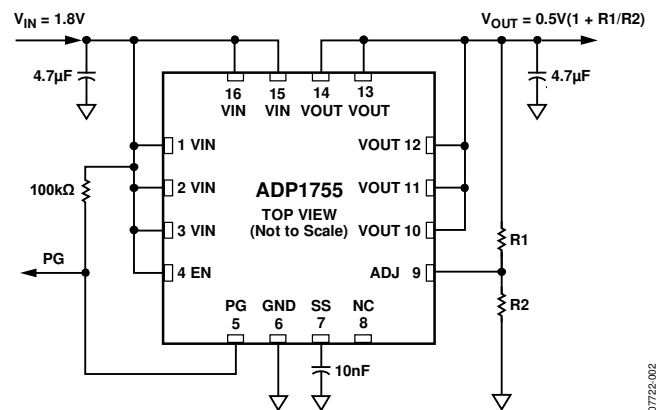 VIN = 1.8V
VOUT = 0.5V(1 + R1/R2)
4.7µF
4.7µF
16 15 14 13
VIN VIN VOUT VOUT
1 VIN
VOUT 12
100kΩ
2 VIN
ADP1755
VOUT 11
TOP VIEW
(Not to Scale)
3 VIN
VOUT 10
R1
PG
4 EN
ADJ 9
R2
PG GND SS NC
5 6 7 8
10nF
07722-002